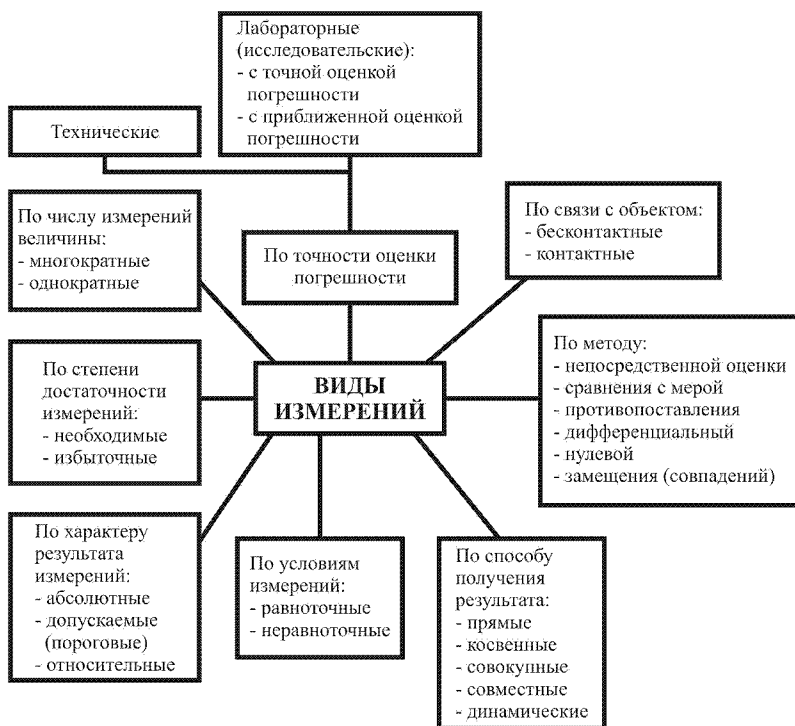 Лабораторные
(исследовательские):
- с точной оценкой
погрешности
- с приближенной оценкой
погрешности
Технические
По числу измерений
величины:
- многократные
- однократные
По точности оценки
погрешности
По связи с объектом:
- бесконтактные
- контактные
По степени
достаточности
измерений:
- необходимые
- избыточные
ВИДЫ
ИЗМЕРЕНИЙ
По методу:
- непосредственной оценки
- сравнения с мерой
- противопоставления
- дифференциальный
- нулевой
- замещения (совпадений)
По характеру
результата
измерений:
- абсолютные
- допускаемые
(пороговые)
- относительные
По условиям
измерений:
- равноточные
- неравноточные
По способу
получения
результата:
- прямые
- косвенные
- совокупные
- совместные
- динамические